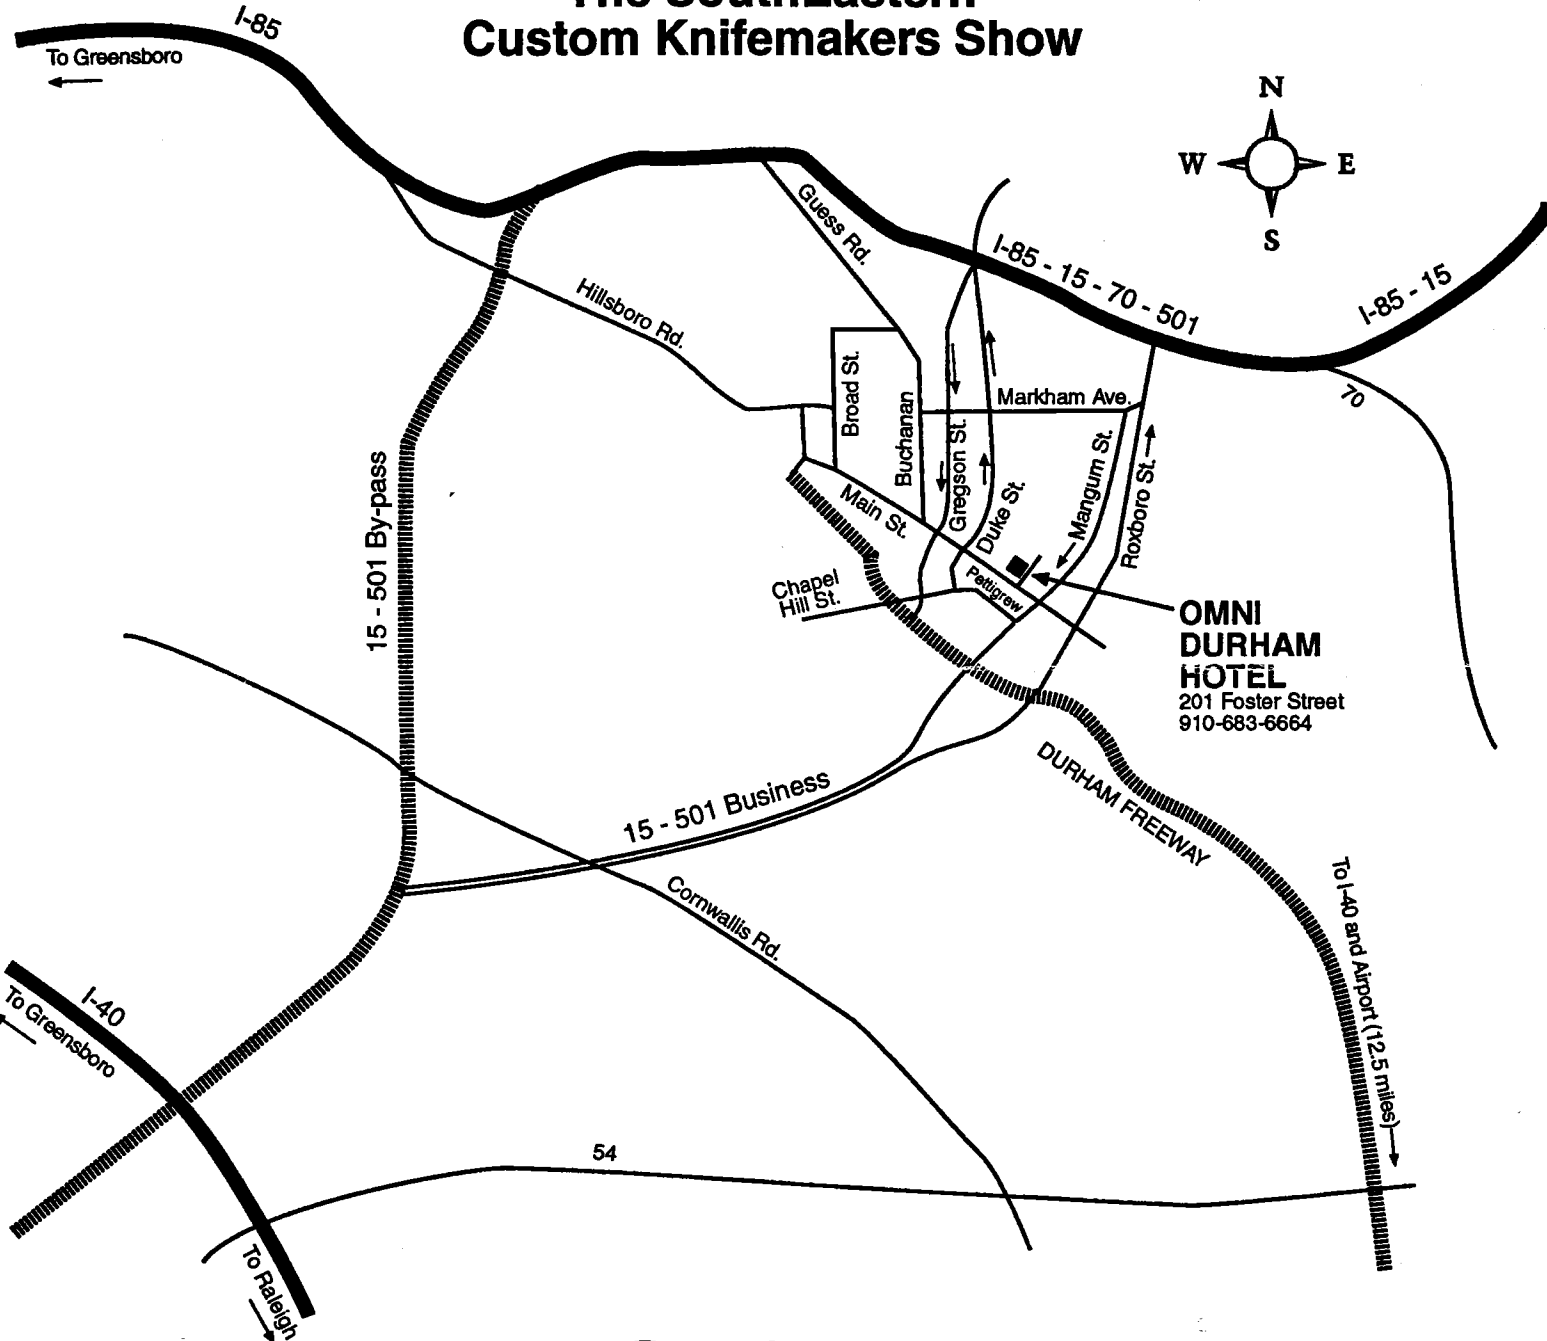 The SouthEastern
Custom Knifemakers Show
I-85
To Greensboro
N
W
E
S
Guess Rd.
I-85 - 15 - 70 - 501
I-85 - 15
Hillsboro Rd.
Broad St.
Buchanan
Markham Ave.
70
Gregson St.
Duke St.
Mangum St.
Roxboro St.
Main St.
15 - 501 By-pass
Chapel
Hill St.
Pettigrew
OMNI
DURHAM
HOTEL
201 Foster Street
910-683-6664
DURHAM FREEWAY
15 - 501 Business
Cornwallis Rd.
To I-40 and Airport (12.5 miles)
I-40
To Greensboro
54
To Raleigh